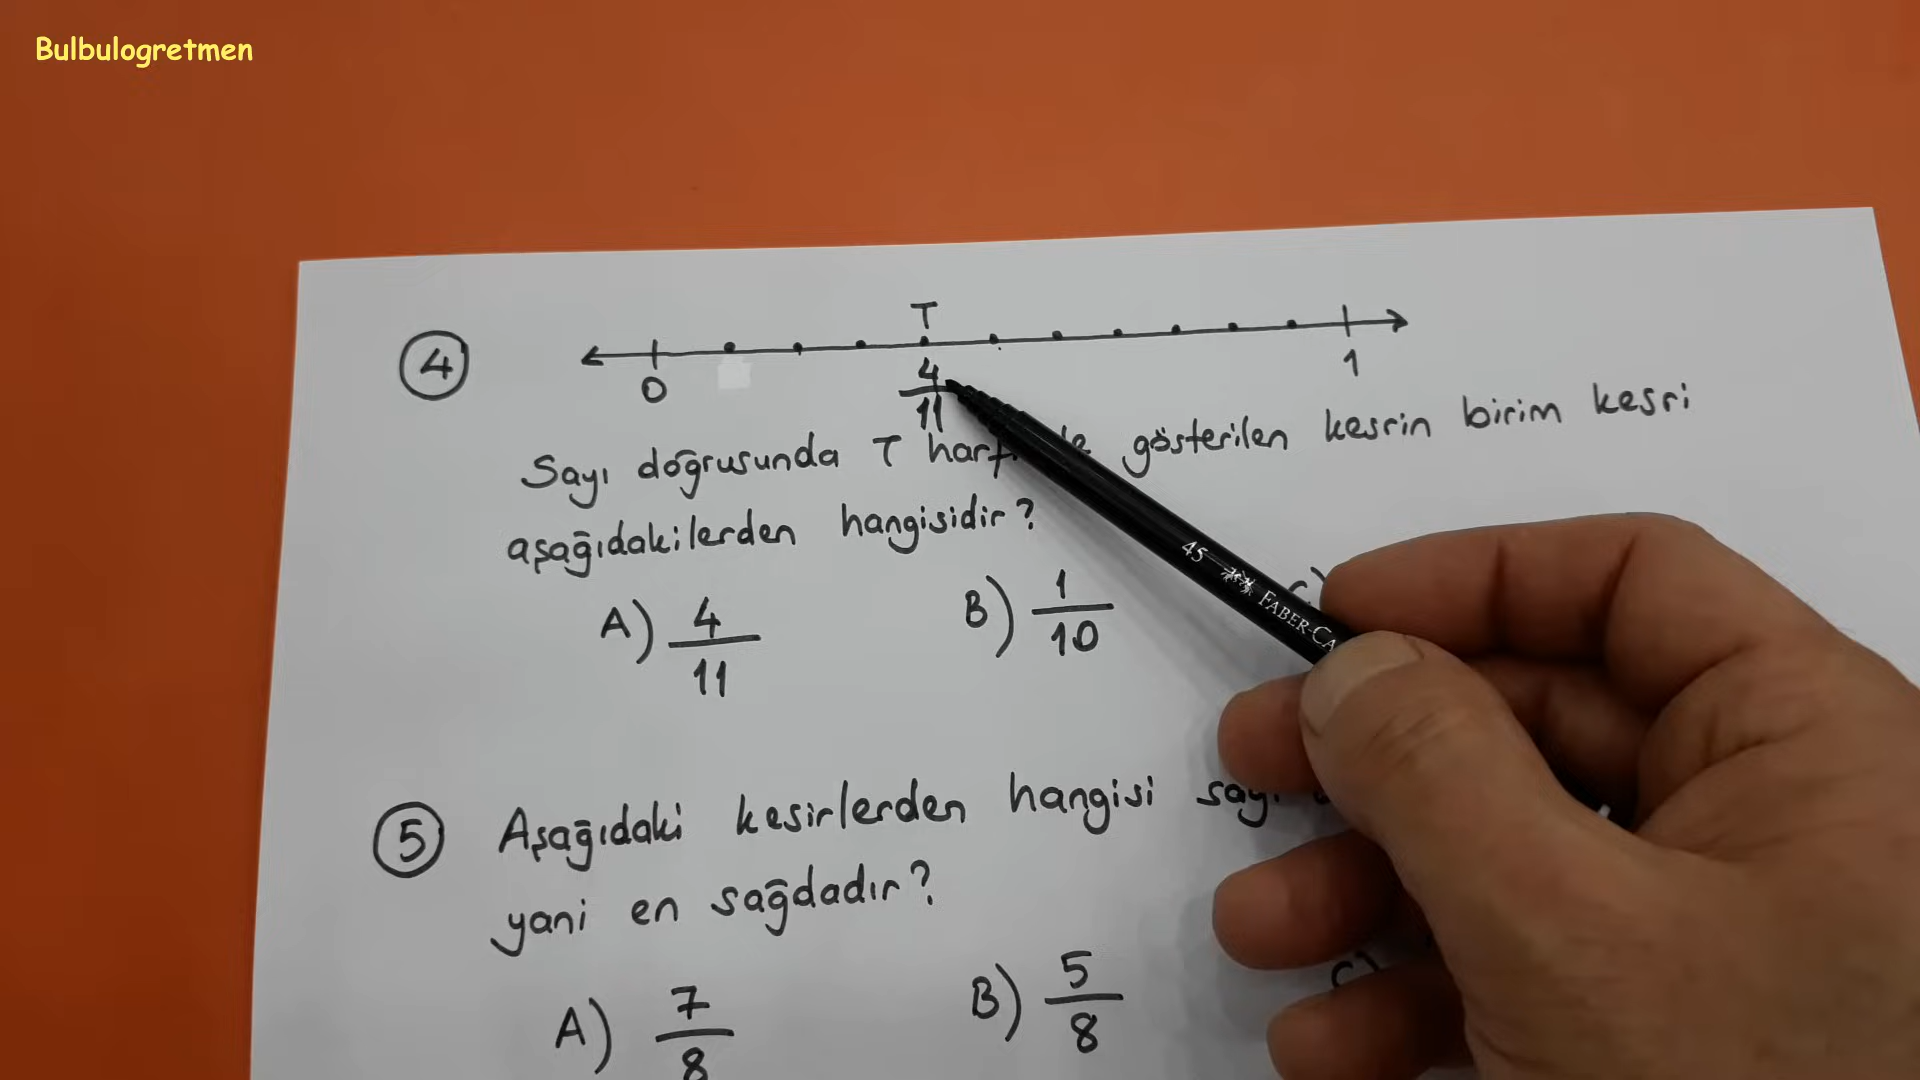 Bulbulogretmen
T
4
0
1
4
11
Sayı doğrusunda T gösterilen kesrin birim kesri
aşağıdakilerden hangisidir?
A) 4/11 B) 1/10
5 Aşağıdaki kesirlerden hangisi
yani en sağdadır?
A) 7/8 B) 5/8
45 FABER-CA